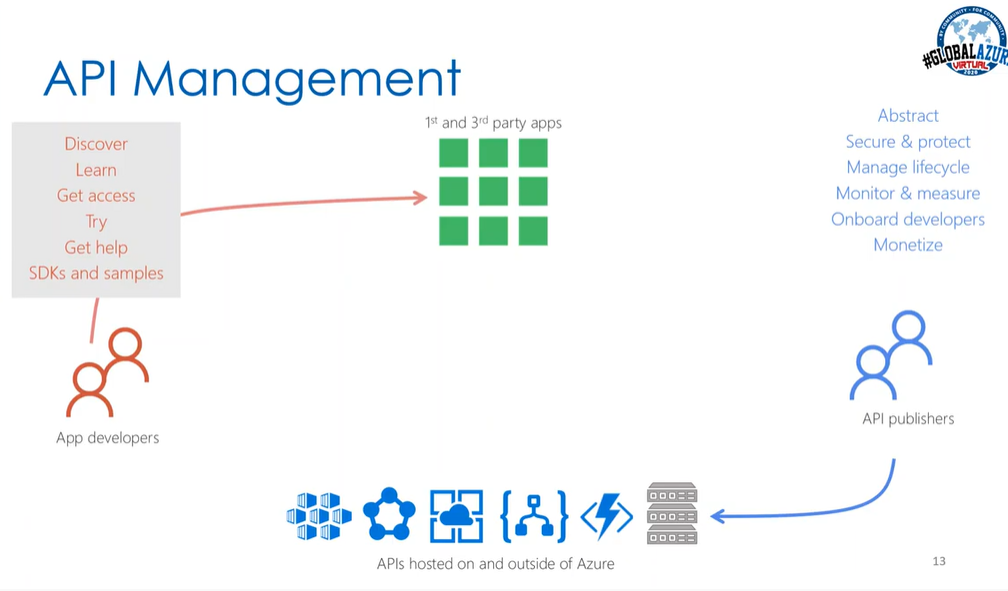 API Management
#GLOBALAZURE
VIRTUAL
2020
1st and 3rd party apps
Discover
Learn
Get access
Try
Get help
SDKs and samples
Abstract
Secure & protect
Manage lifecycle
Monitor & measure
Onboard developers
Monetize
App developers
API publishers
APIs hosted on and outside of Azure
13